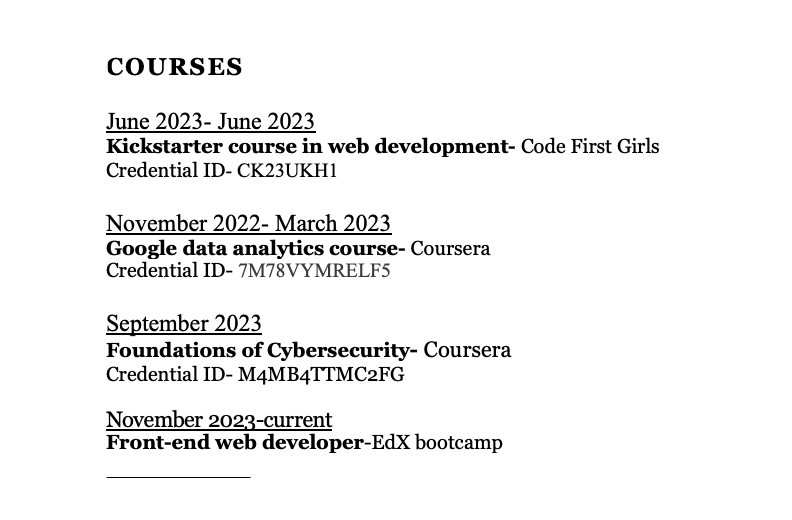 COURSES
June 2023- June 2023
Kickstarter course in web development- Code First Girls
Credential ID- CK23UKH1
November 2022- March 2023
Google data analytics course- Coursera
Credential ID- 7M78VYMRELF5
September 2023
Foundations of Cybersecurity- Coursera
Credential ID- M4MB4TTMC2FG
November 2023-current
Front-end web developer-EdX bootcamp